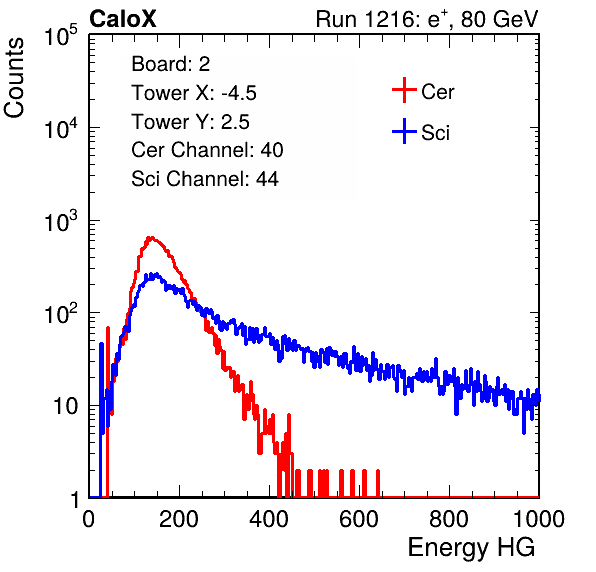 CaloX Run 1216: e⁺, 80 GeV
Counts
Board: 2
Tower X: -4.5
Tower Y: 2.5
Cer Channel: 40
Sci Channel: 44
Cer
Sci
10⁵
10⁴
10³
10²
10
1
0 200 400 600 800 1000
Energy HG